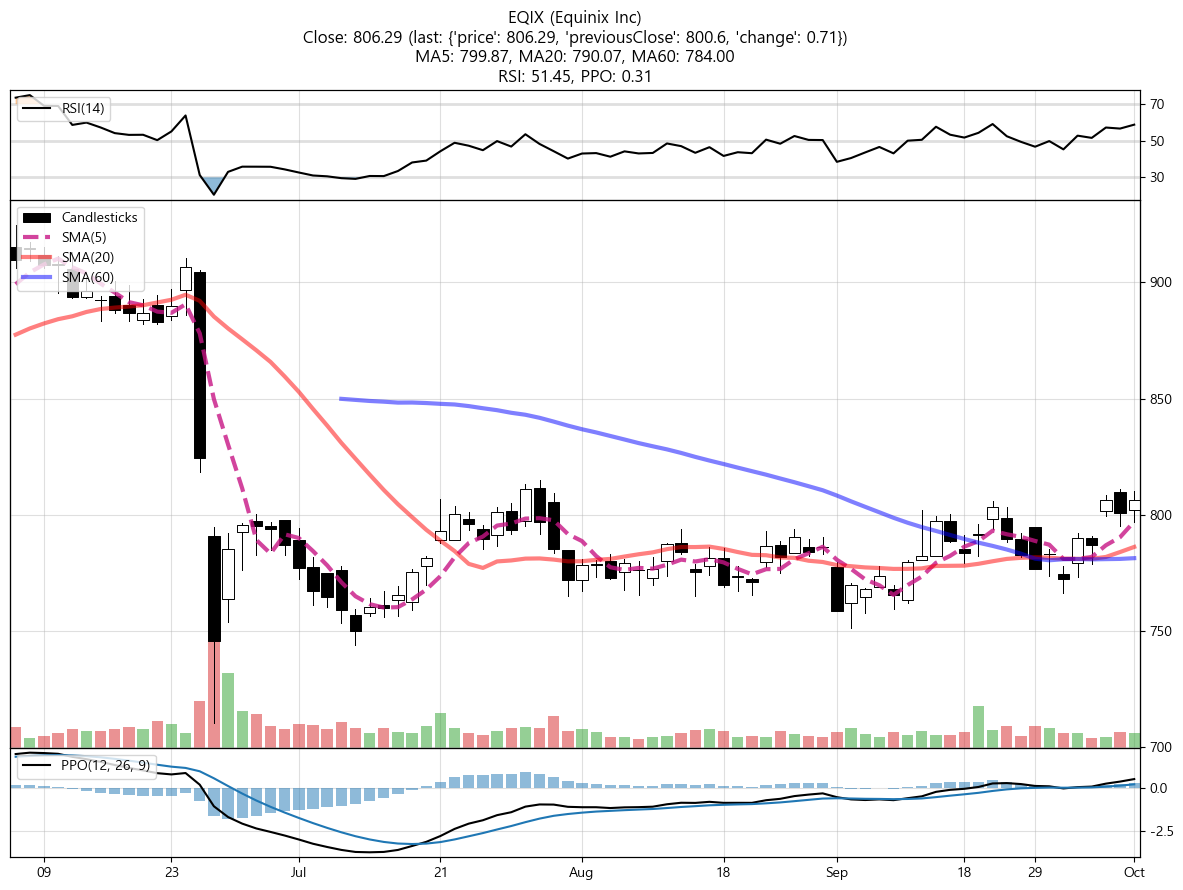 EQIX (Equinix Inc)
Close: 806.29 (last: {'price': 806.29, 'previousClose': 800.6, 'change': 0.71})
MA5: 799.87, MA20: 790.07, MA60: 784.00
RSI: 51.45, PPO: 0.31
RSI(14)
70
50
30
Candlesticks
SMA(5)
SMA(20)
SMA(60)
900
850
800
750
700
PPO(12, 26, 9)
0.0
-2.5
09 23 Jul 21 Aug 18 Sep 18 29 Oct